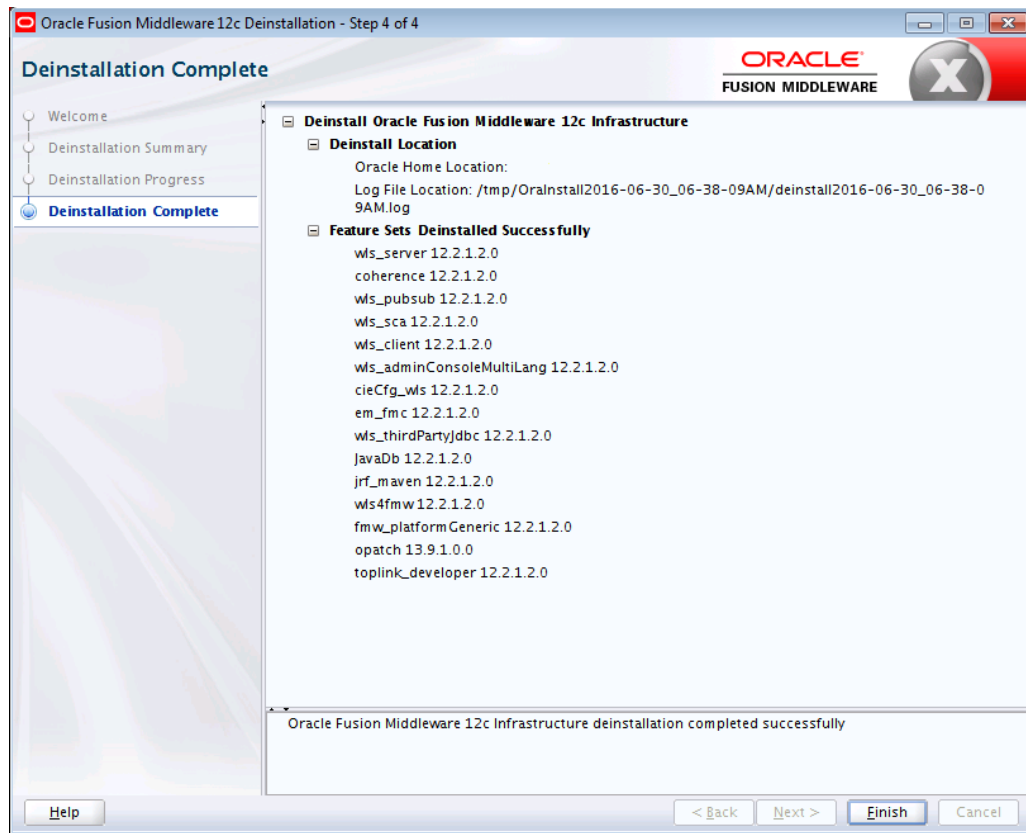 Oracle Fusion Middleware 12c Deinstallation - Step 4 of 4
Deinstallation Complete
ORACLE
FUSION MIDDLEWARE
Welcome
Deinstallation Summary
Deinstallation Progress
Deinstallation Complete
Deinstall Oracle Fusion Middleware 12c Infrastructure
Deinstall Location
Oracle Home Location:
Log File Location: /tmp/OraInstall2016-06-30_06-38-09AM/deinstall2016-06-30_06-38-0
9AM.log
Feature Sets Deinstalled Successfully
wls_server 12.2.1.2.0
coherence 12.2.1.2.0
wls_pubsub 12.2.1.2.0
wls_sca 12.2.1.2.0
wls_client 12.2.1.2.0
wls_adminConsoleMultiLang 12.2.1.2.0
cieCfg_wls 12.2.1.2.0
em_fmc 12.2.1.2.0
wls_thirdPartyJdbc 12.2.1.2.0
JavaDb 12.2.1.2.0
jrf_maven 12.2.1.2.0
wls4fmw 12.2.1.2.0
fmw_platformGeneric 12.2.1.2.0
opatch 13.9.1.0.0
toplink_developer 12.2.1.2.0
Oracle Fusion Middleware 12c Infrastructure deinstallation completed successfully
Help
< Back
Next >
Finish
Cancel